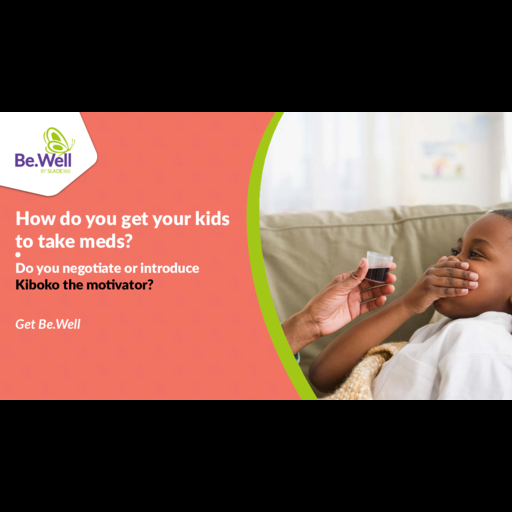 Be.Well
BY SLADE360
How do you get your kids
to take meds?
Do you negotiate or introduce
Kiboko the motivator?
Get Be.Well